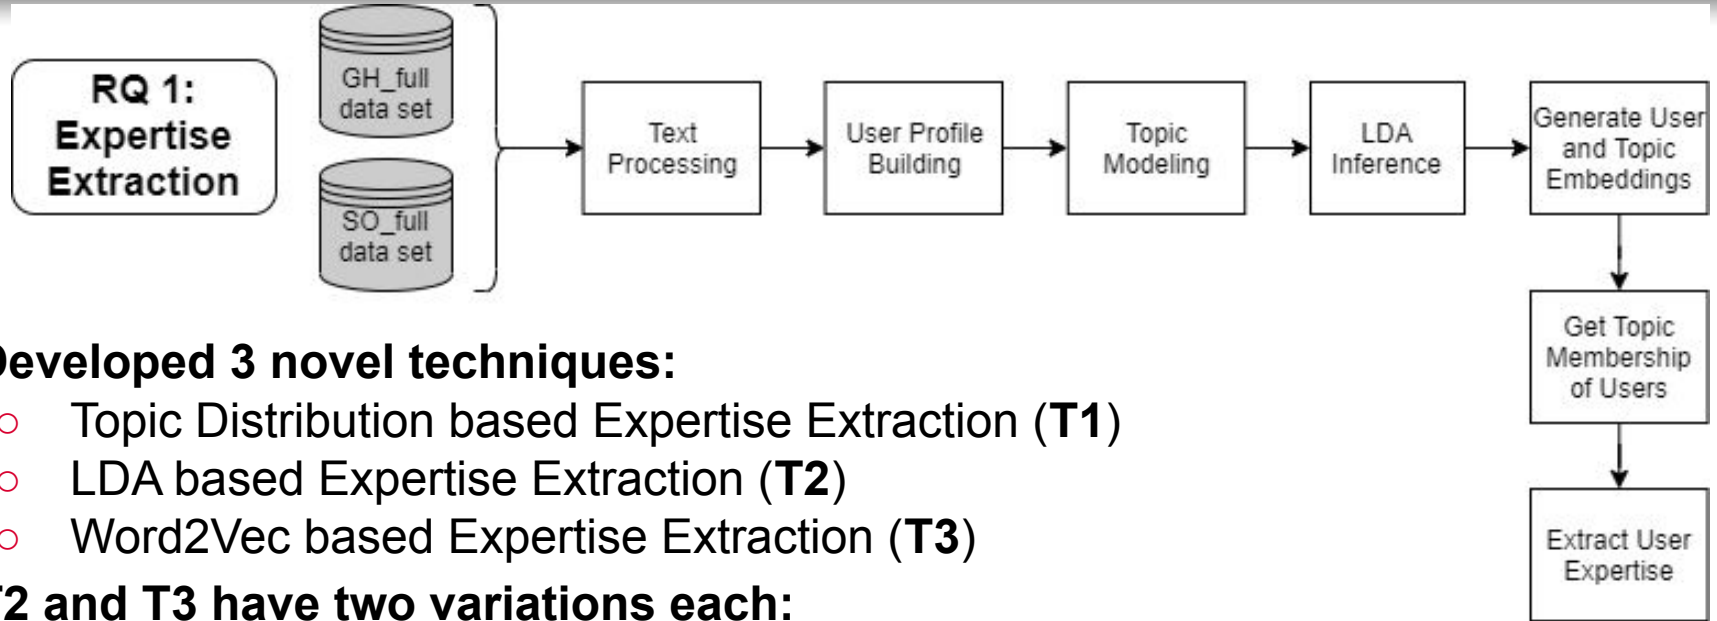 RQ 1:
Expertise
Extraction
GH_full
data set
SO_full
data set
Text
Processing
User Profile
Building
Topic
Modeling
LDA
Inference
Generate User
and Topic
Embeddings
Get Topic
Membership
of Users
Extract User
Expertise
Developed 3 novel techniques:
Topic Distribution based Expertise Extraction (T1)
LDA based Expertise Extraction (T2)
Word2Vec based Expertise Extraction (T3)
T2 and T3 have two variations each: